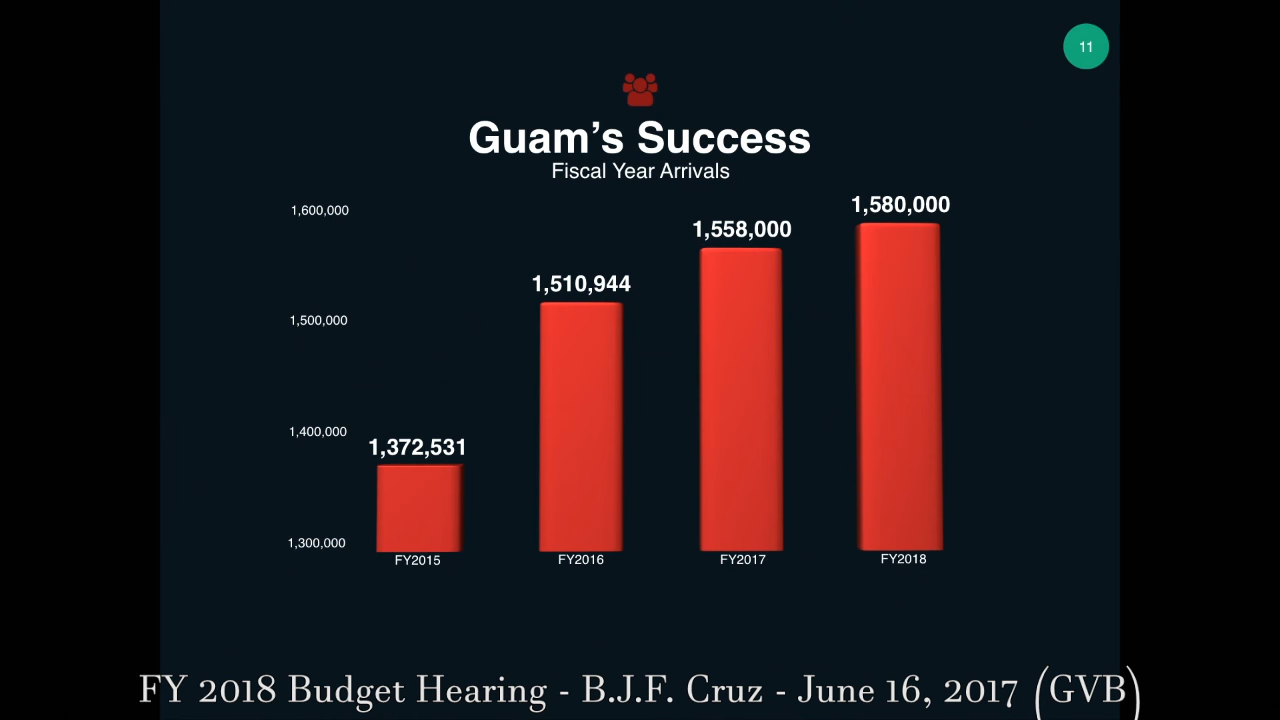 11
Guam's Success
Fiscal Year Arrivals
1,600,000
1,580,000
1,558,000
1,510,944
1,500,000
1,400,000
1,372,531
1,300,000
FY2015 FY2016 FY2017 FY2018
FY 2018 Budget Hearing - B.J.F. Cruz - June 16, 2017 (GVB)